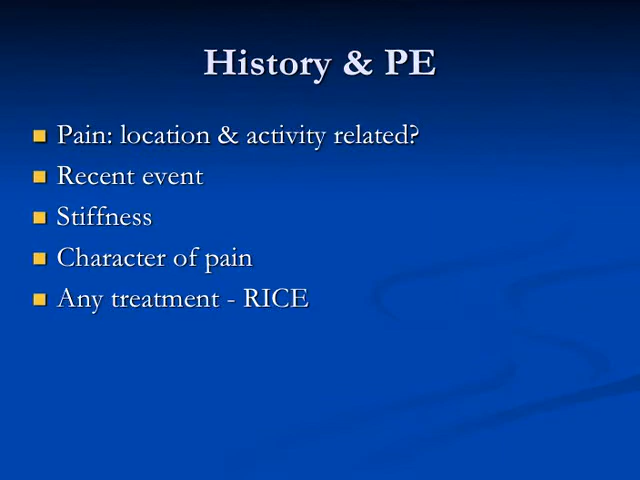 History & PE
Pain: location & activity related?
Recent event
Stiffness
Character of pain
Any treatment - RICE